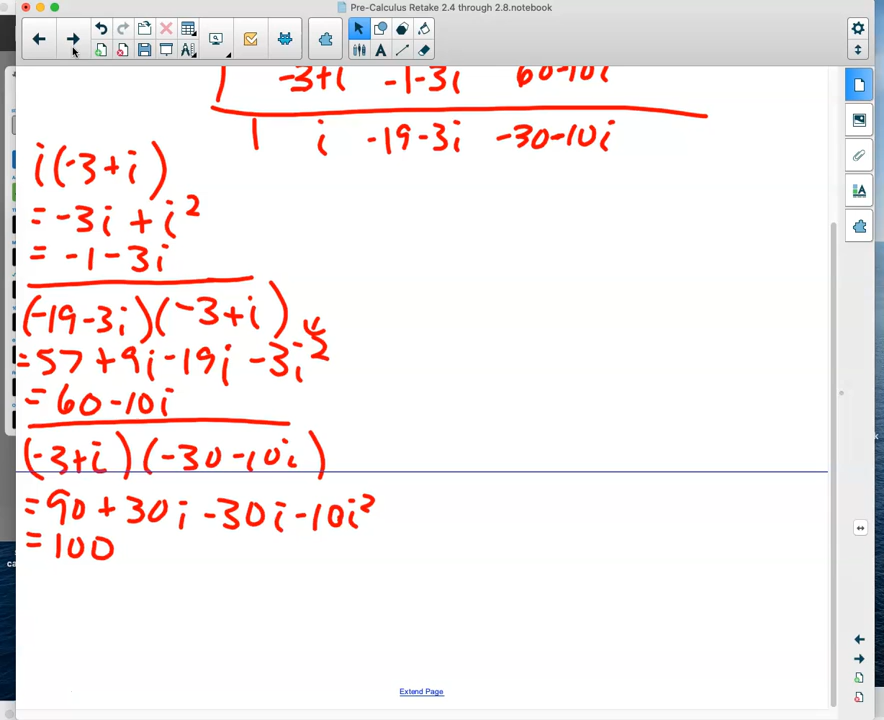 Pre-Calculus Retake 2.4 through 2.8.notebook
-3+i -1-3i 60-10i
1 i -19-3i -30-10i
i(-3+i)
= -3i + i²
= -1-3i
(-19-3i)(-3+i)
=57 + 9i -19i -3i²
= 60 -10i
(-3+i)(-30-10i)
= 90 + 30i -30i -10i²
= 100
Extend Page